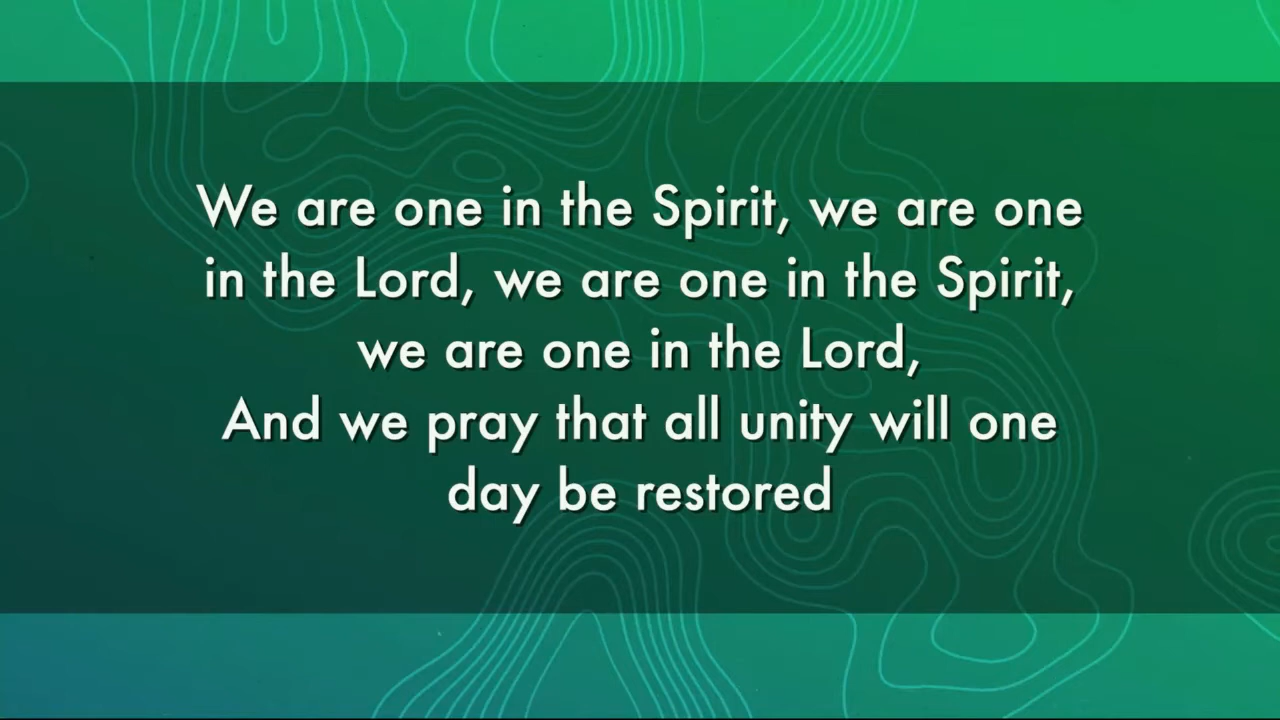 We are one in the Spirit, we are one
in the Lord, we are one in the Spirit,
we are one in the Lord,
And we pray that all unity will one
day be restored